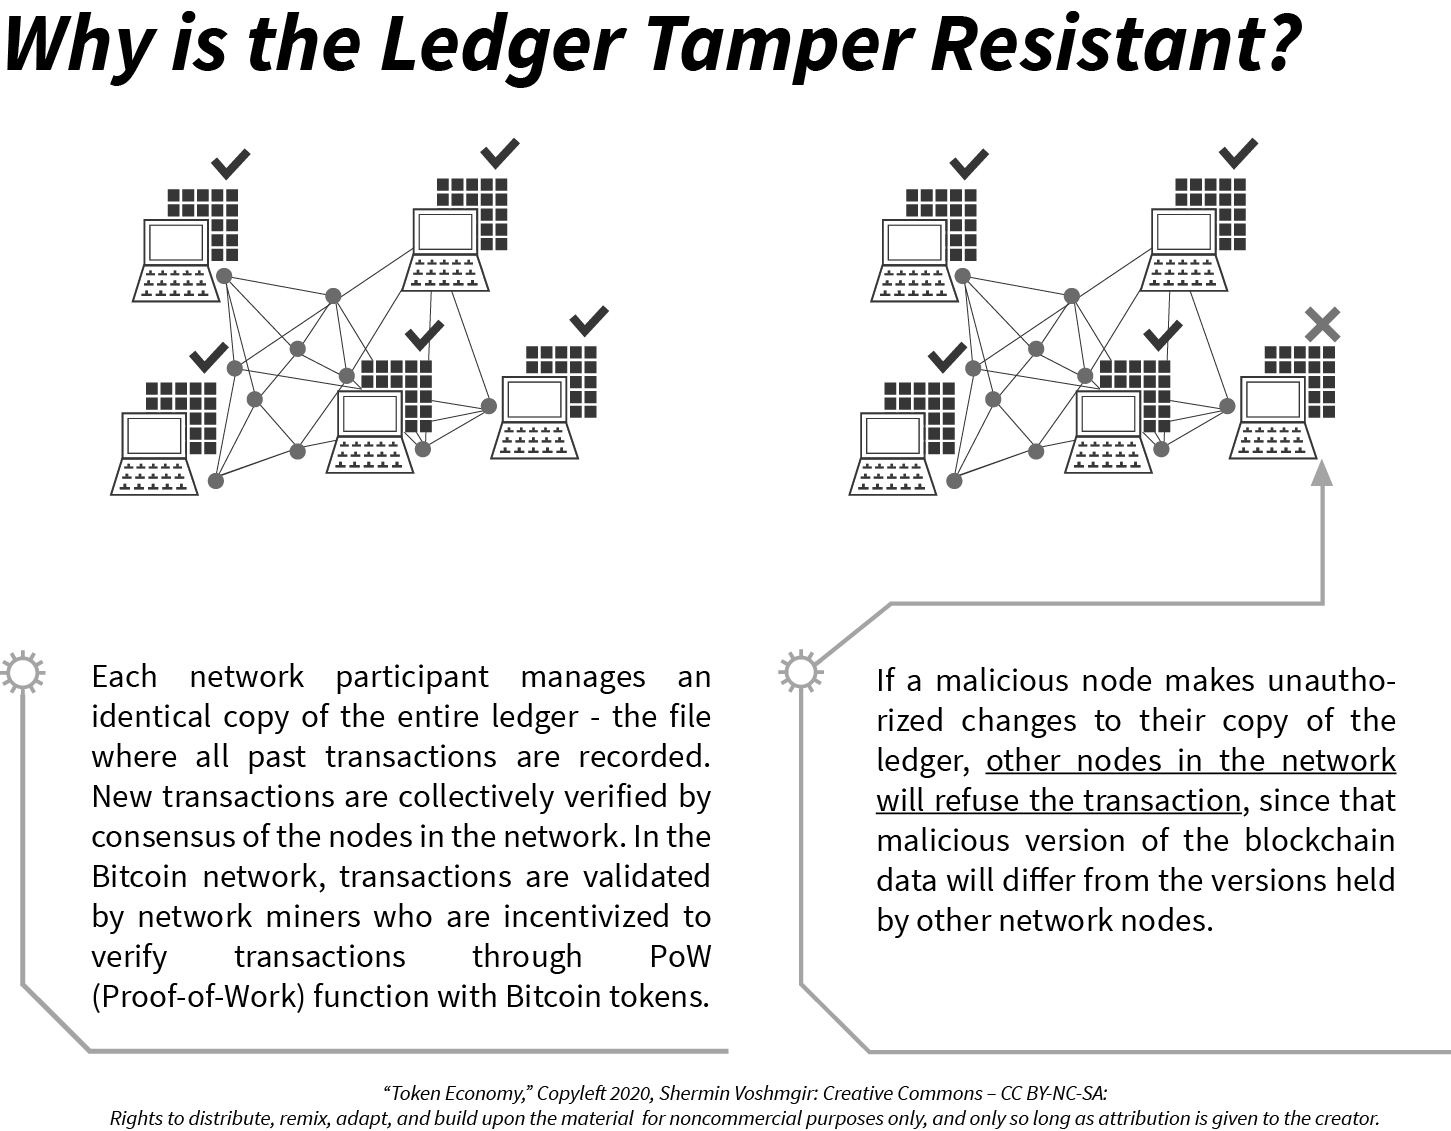 Why is the Ledger Tamper Resistant?
Each network participant manages an
identical copy of the entire ledger - the file
where all past transactions are recorded.
New transactions are collectively verified by
consensus of the nodes in the network. In the
Bitcoin network, transactions are validated
by network miners who are incentivized to
verify transactions through PoW
(Proof-of-Work) function with Bitcoin tokens.
If a malicious node makes unautho-
rized changes to their copy of the
ledger, other nodes in the network
will refuse the transaction, since that
malicious version of the blockchain
data will differ from the versions held
by other network nodes.
“Token Economy,” Copyleft 2020, Shermin Voshmgir: Creative Commons – CC BY-NC-SA:
Rights to distribute, remix, adapt, and build upon the material for noncommercial purposes only, and only so long as attribution is given to the creator.